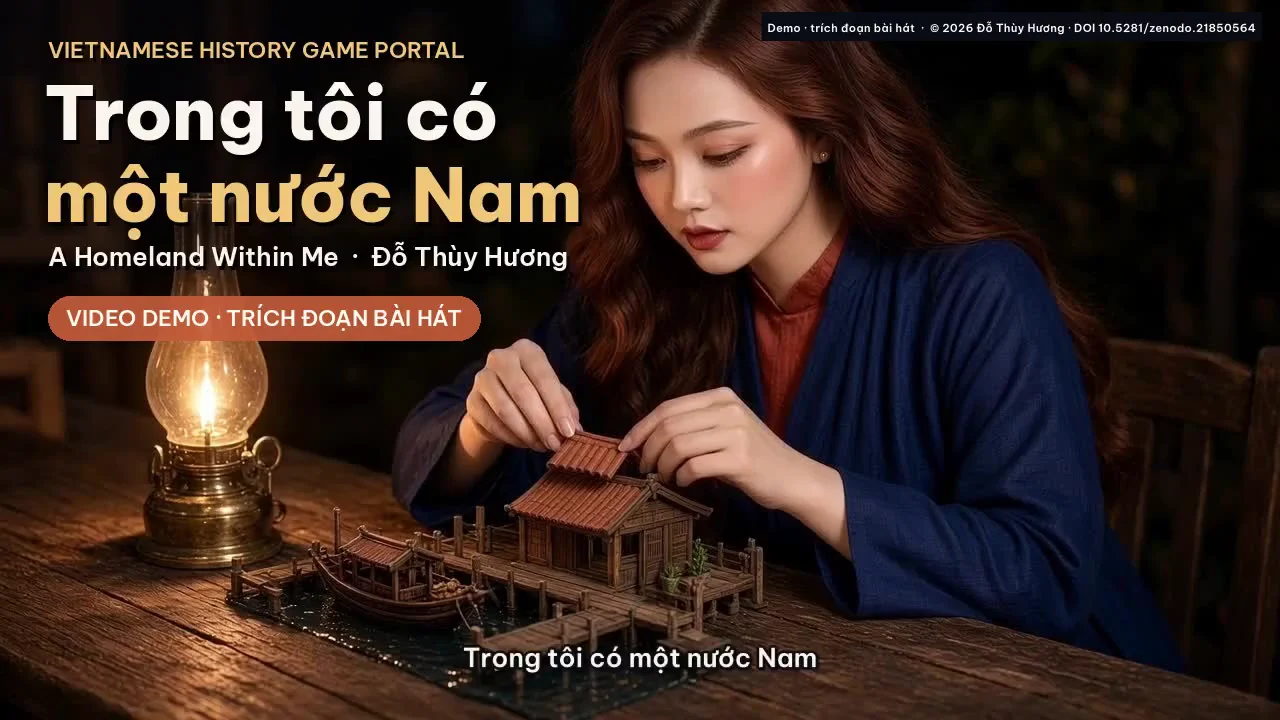 Demo · trích đoạn bài hát · © 2026 Đỗ Thùy Hương · DOI 10.5281/zenodo.21850564
VIETNAMESE HISTORY GAME PORTAL
Trong tôi có
một nước Nam
A Homeland Within Me · Đỗ Thùy Hương
VIDEO DEMO · TRÍCH ĐOẠN BÀI HÁT
Trong tôi có một nước Nam